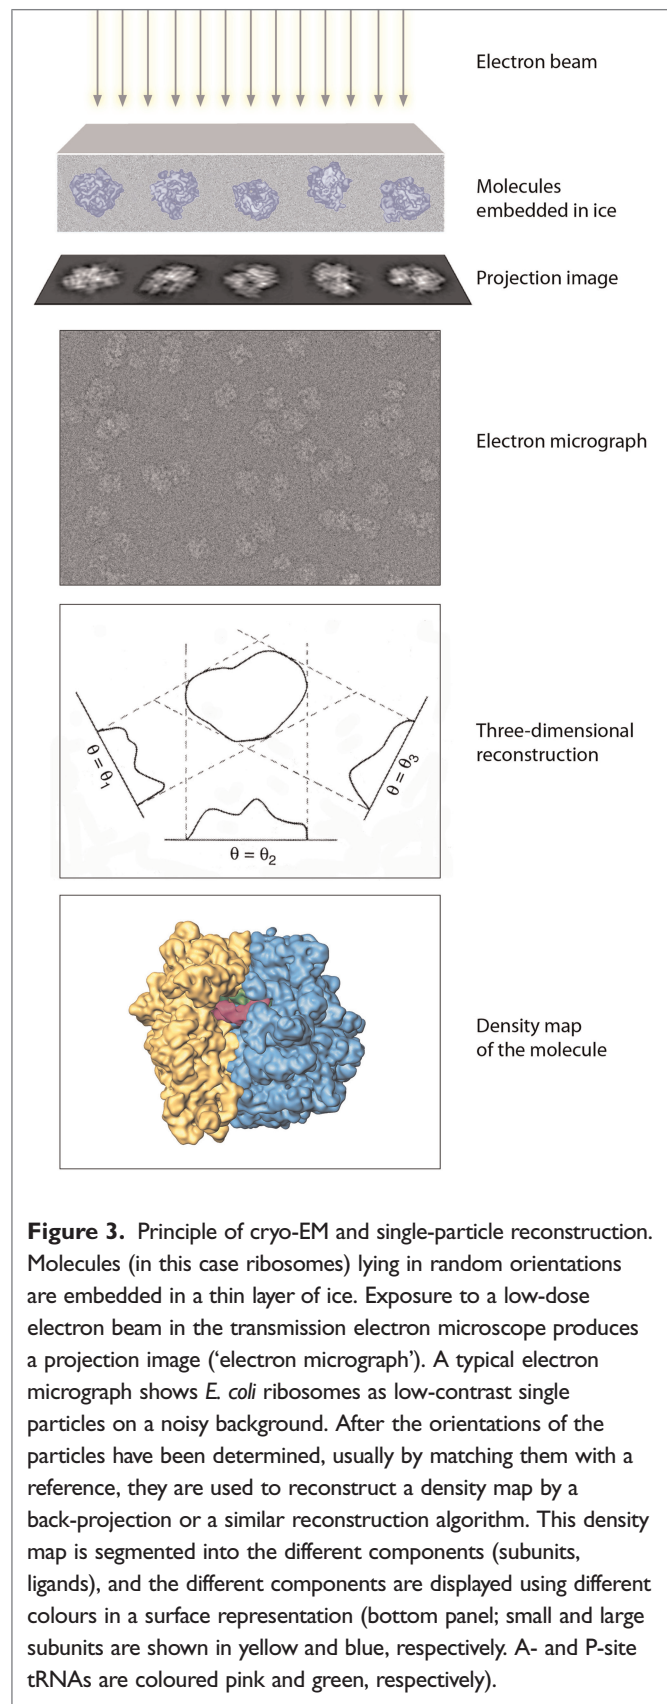 Electron beam
Molecules
embedded in ice
Projection image
Electron micrograph
θ = θ1
θ = θ2
θ = θ3
Three-dimensional
reconstruction
Density map
of the molecule
Figure 3. Principle of cryo-EM and single-particle reconstruction.
Molecules (in this case ribosomes) lying in random orientations
are embedded in a thin layer of ice. Exposure to a low-dose
electron beam in the transmission electron microscope produces
a projection image (‘electron micrograph’). A typical electron
micrograph shows E. coli ribosomes as low-contrast single
particles on a noisy background. After the orientations of the
particles have been determined, usually by matching them with a
reference, they are used to reconstruct a density map by a
back-projection or a similar reconstruction algorithm. This density
map is segmented into the different components (subunits,
ligands), and the different components are displayed using different
colours in a surface representation (bottom panel; small and large
subunits are shown in yellow and blue, respectively. A- and P-site
tRNAs are coloured pink and green, respectively).